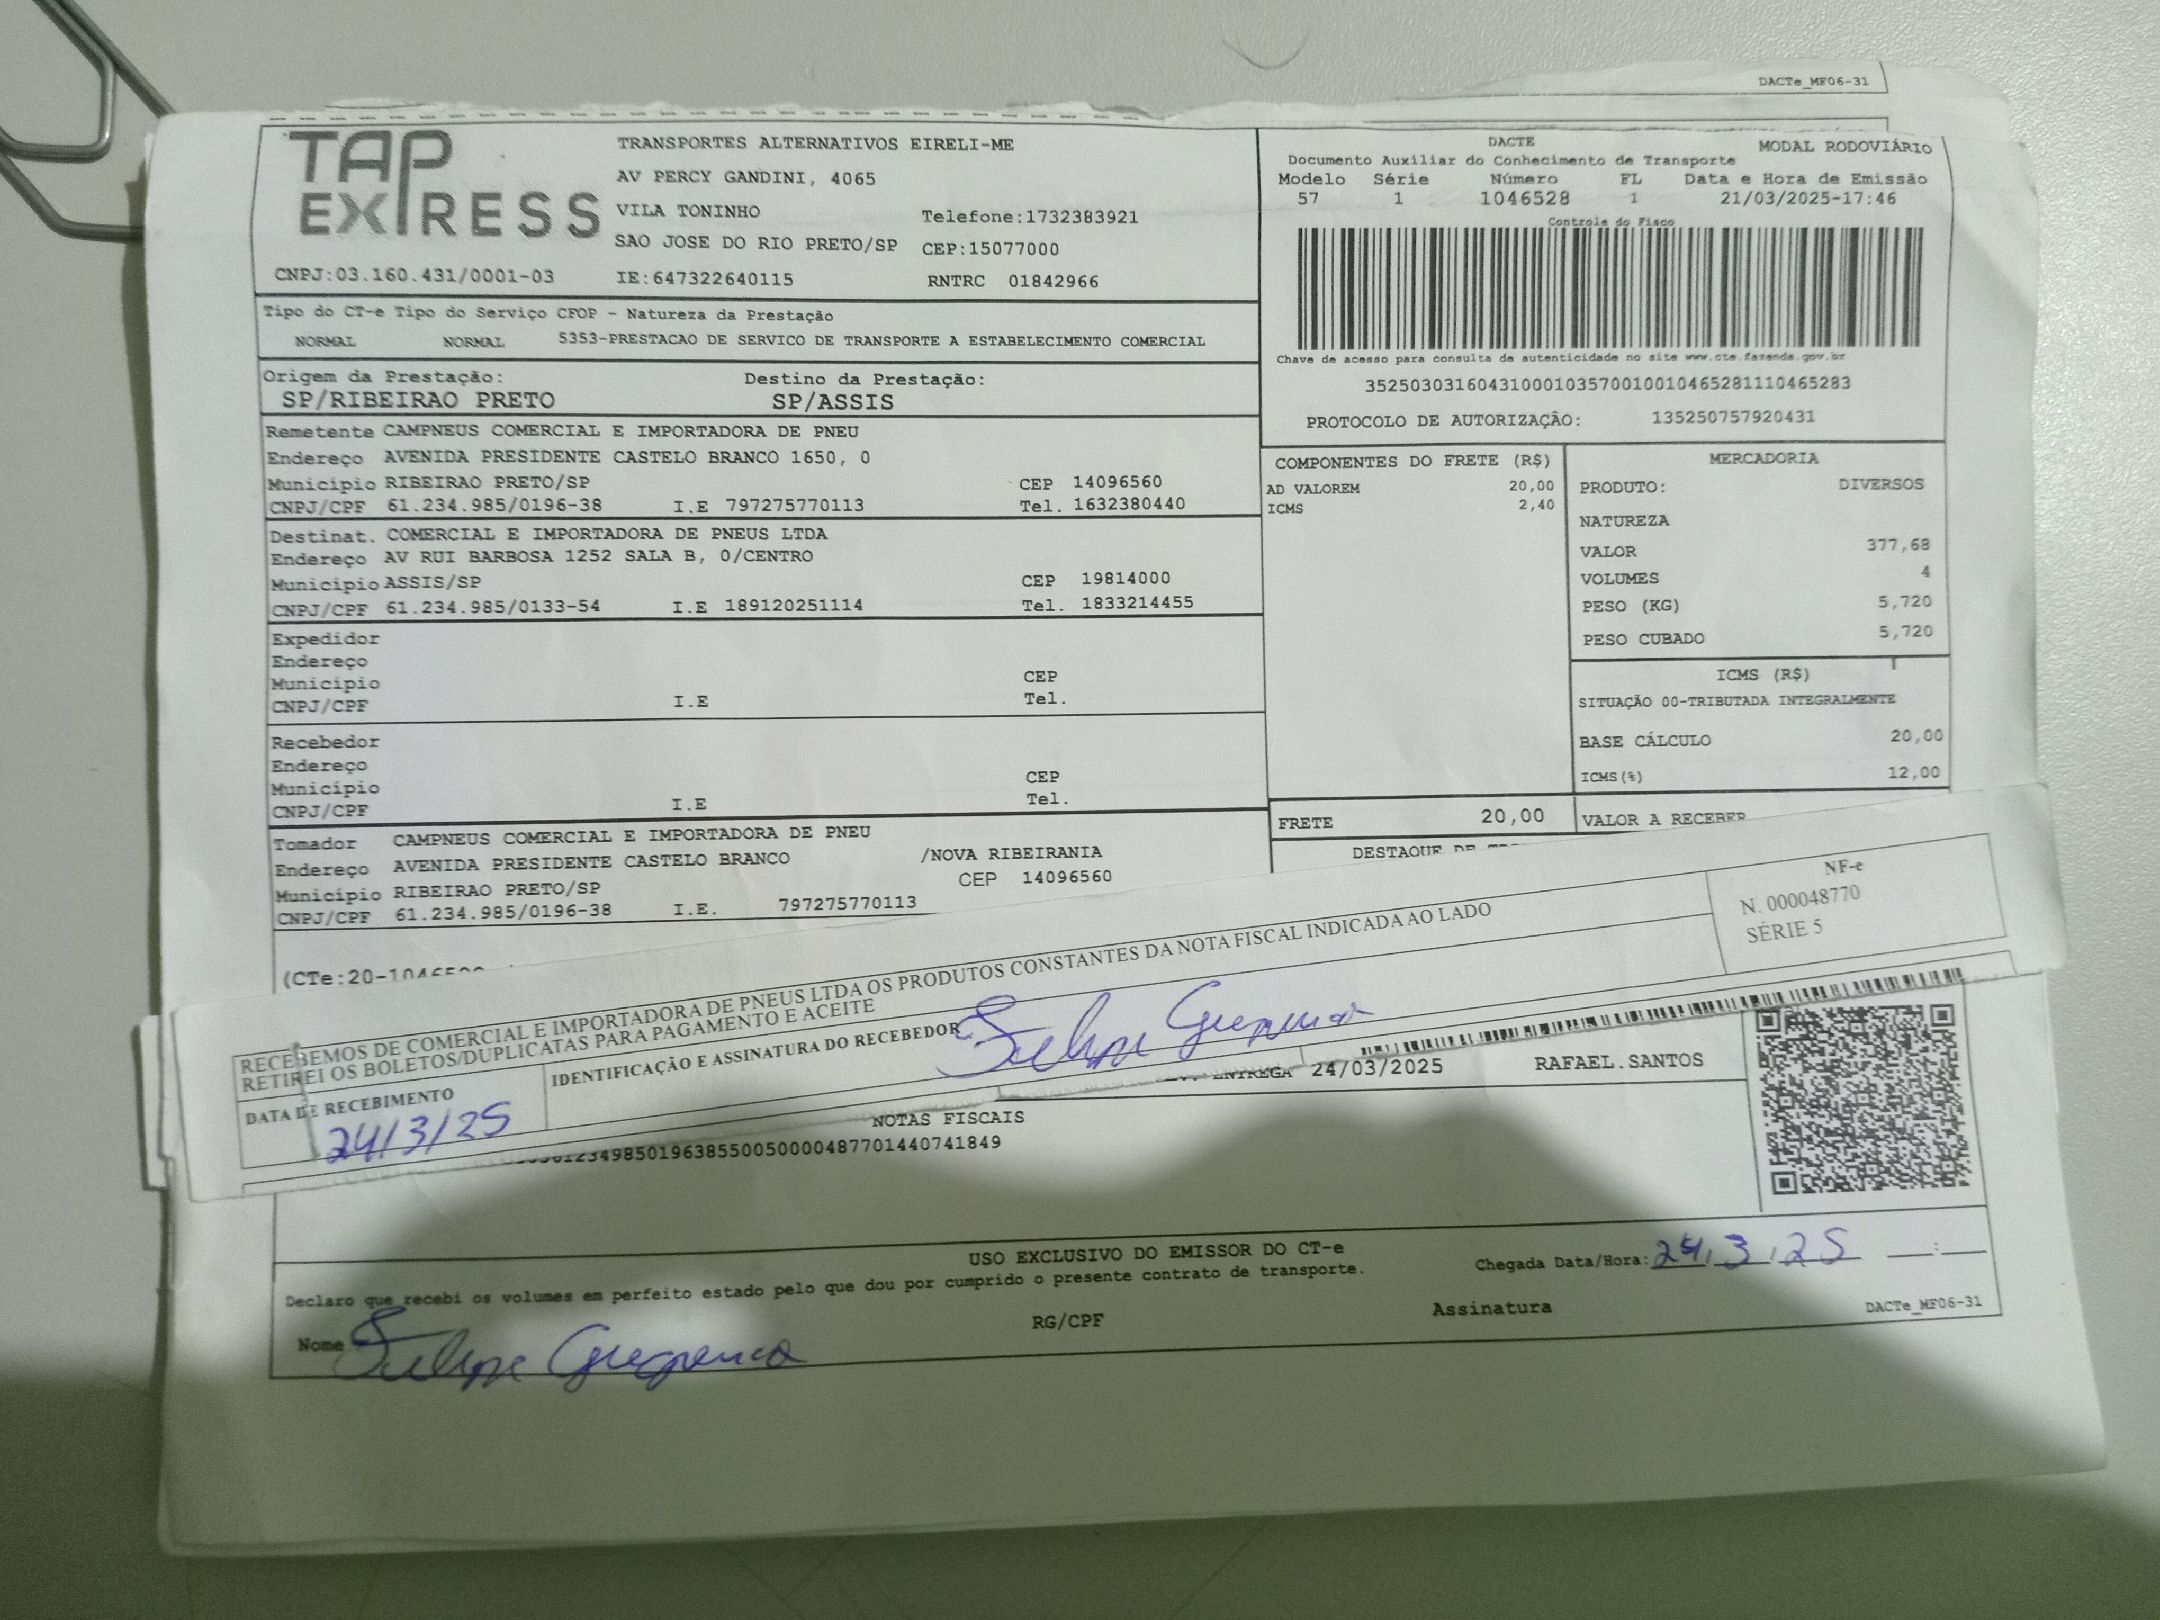 DACTe_MF06-31
TAP EXPRESS
TRANSPORTES ALTERNATIVOS EIRELI-ME
AV PERCY GANDINI, 4065
VILA TONINHO Telefone:1732383921
SAO JOSE DO RIO PRETO/SP CEP:15077000
CNPJ:03.160.431/0001-03 IE:647322640115 RNTRC 01842966
DACTE MODAL RODOVIÁRIO
Documento Auxiliar do Conhecimento de Transporte
Modelo Série Número FL Data e Hora de Emissão
57 1 1046528 1 21/03/2025-17:46
Controle do Fisco
Chave de acesso para consulta de autenticidade no site www.cte.fazenda.gov.br
35250303160431000103570010010465281110465283
PROTOCOLO DE AUTORIZAÇÃO: 135250757920431
Tipo do CT-e Tipo do Serviço CFOP - Natureza da Prestação
NORMAL NORMAL 5353-PRESTACAO DE SERVICO DE TRANSPORTE A ESTABELECIMENTO COMERCIAL
Origem da Prestação: Destino da Prestação:
SP/RIBEIRAO PRETO SP/ASSIS
Remetente CAMPNEUS COMERCIAL E IMPORTADORA DE PNEU
Endereço AVENIDA PRESIDENTE CASTELO BRANCO 1650, 0
Município RIBEIRAO PRETO/SP CEP 14096560
CNPJ/CPF 61.234.985/0196-38 I.E 797275770113 Tel. 1632380440
Destinat. COMERCIAL E IMPORTADORA DE PNEUS LTDA
Endereço AV RUI BARBOSA 1252 SALA B, 0/CENTRO
Município ASSIS/SP CEP 19814000
CNPJ/CPF 61.234.985/0133-54 I.E 189120251114 Tel. 1833214455
Expedidor
Endereço
Município CEP
CNPJ/CPF I.E Tel.
Recebedor
Endereço
Município CEP
CNPJ/CPF I.E Tel.
Tomador CAMPNEUS COMERCIAL E IMPORTADORA DE PNEU
Endereço AVENIDA PRESIDENTE CASTELO BRANCO /NOVA RIBEIRANIA
Município RIBEIRAO PRETO/SP CEP 14096560
CNPJ/CPF 61.234.985/0196-38 I.E. 797275770113
COMPONENTES DO FRETE (R$)
AD VALOREM 20,00
ICMS 2,40
MERCADORIA
PRODUTO: DIVERSOS
NATUREZA
VALOR 377,68
VOLUMES 4
PESO (KG) 5,720
PESO CUBADO 5,720
ICMS (R$)
SITUAÇÃO 00-TRIBUTADA INTEGRALMENTE
BASE CÁLCULO 20,00
ICMS(%) 12,00
FRETE 20,00 VALOR A RECEBER
DESTAQUE DE
(CTe:20-1046528
RECEBEMOS DE COMERCIAL E IMPORTADORA DE PNEUS LTDA OS PRODUTOS CONSTANTES DA NOTA FISCAL INDICADA AO LADO
RETIREI OS BOLETOS/DUPLICATAS PARA PAGAMENTO E ACEITE
NF-e
N. 000048770
SÉRIE 5
DATA DE RECEBIMENTO
24/3/25
IDENTIFICAÇÃO E ASSINATURA DO RECEBEDOR
Felipe
ENTREGA 24/03/2025 RAFAEL.SANTOS
NOTAS FISCAIS
1234985019638550050000487701440741849
USO EXCLUSIVO DO EMISSOR DO CT-e
Declaro que recebi os volumes em perfeito estado pelo que dou por cumprido o presente contrato de transporte.
Chegada Data/Hora: 24, 3, 25 __:__
Nome Felipe RG/CPF Assinatura
DACTe_MF06-31